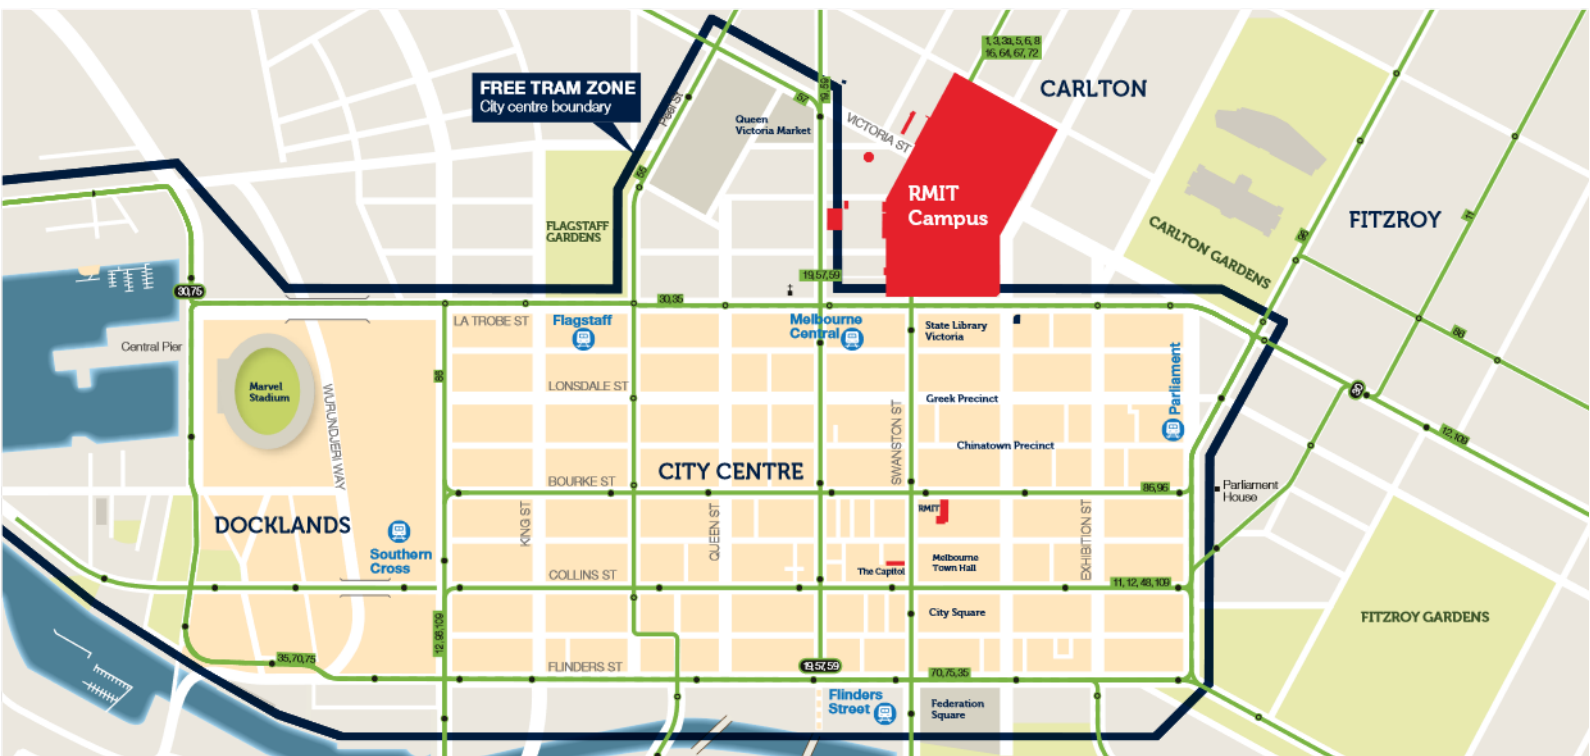 1, 3, 3a, 5, 6, 8
16, 64, 67, 72
CARLTON
FREE TRAM ZONE
City centre boundary
Peel St
57
19, 59
Queen
Victoria Market
VICTORIA ST
55
RMIT
Campus
FLAGSTAFF
GARDENS
CARLTON GARDENS
FITZROY
11
96
30,75
19,57,59
30,35
LA TROBE ST
Flagstaff
Melbourne
Central
State Library
Victoria
86
Central Pier
Marvel
Stadium
WURUNDJERI WAY
LONSDALE ST
SWANSTON ST
Greek Precinct
Parliament
12,109
Chinatown Precinct
CITY CENTRE
BOURKE ST
86,96
Parliament
House
DOCKLANDS
KING ST
QUEEN ST
RMIT
EXHIBITION ST
Southern
Cross
COLLINS ST
The Capitol
Melbourne
Town Hall
11, 12, 48, 109
City Square
FITZROY GARDENS
35,70,75
FLINDERS ST
19,57,59
70,75,35
Flinders
Street
Federation
Square